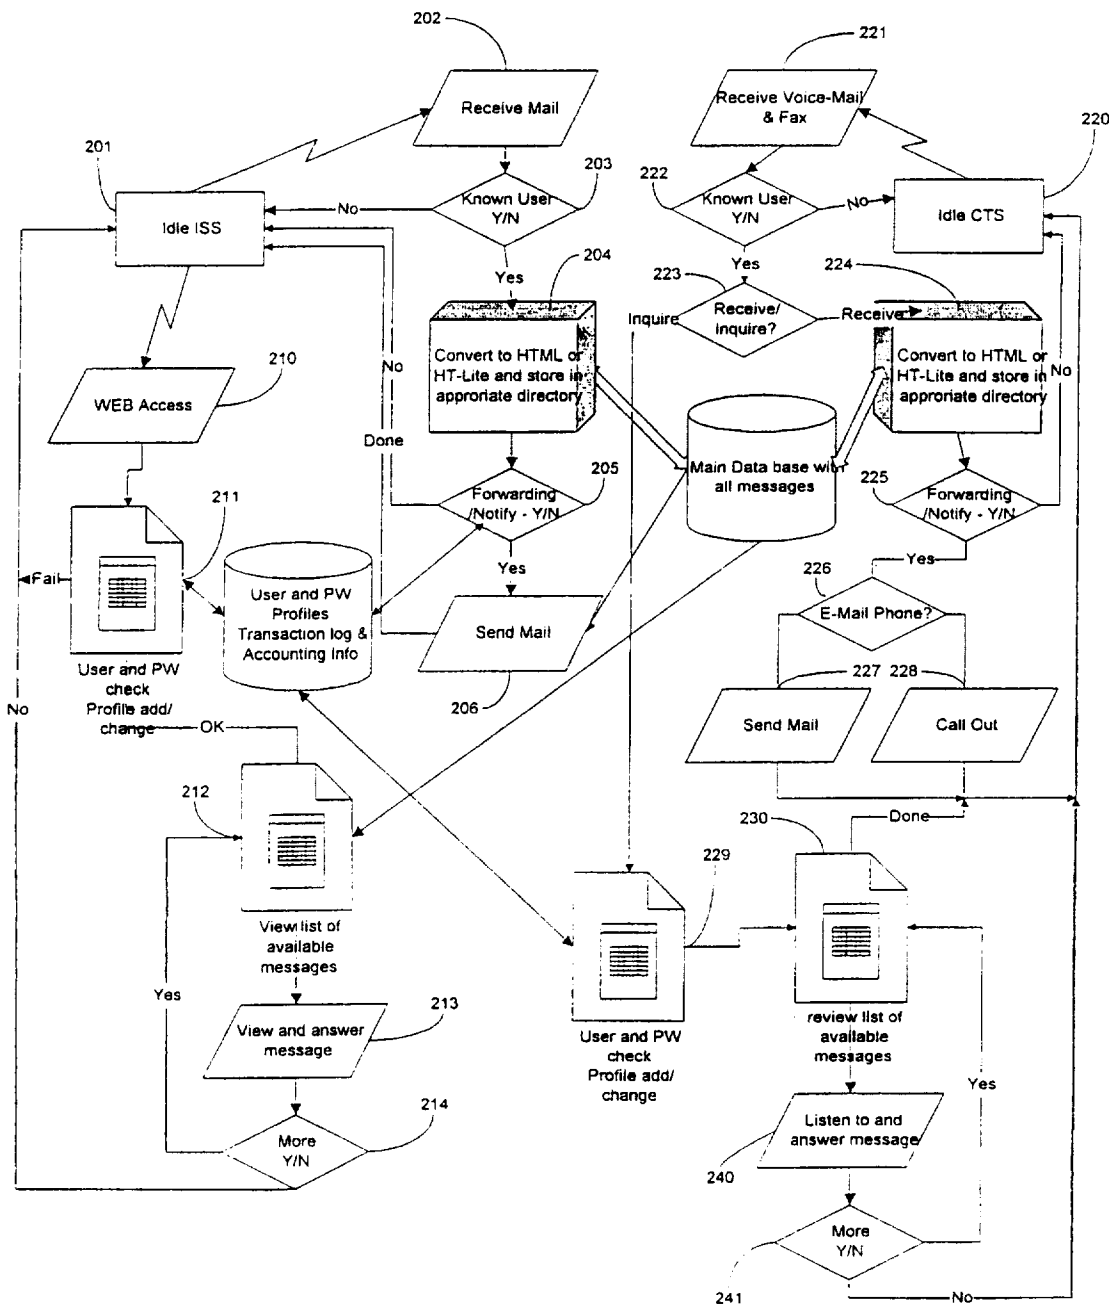 202
221
Receive Mail
Receive Voice-Mail
& Fax
220
201
203
222
Known User
Y/N
Known User
Y/N
No
No
Idle ISS
Idle CTS
Yes
204
Yes
223
224
Inquire
Receive/
inquire?
Receive
No
210
Convert to HTML or
HT-Lite and store in
approriate directory
Convert to HTML or
HT-Lite and store in
approriate directory
No
WEB Access
Done
Main Data base with
all messages
211
205
225
Forwarding
/Notify - Y/N
Forwarding
/Notify - Y/N
Yes
Yes
Fail
226
User and PW
Profiles
Transaction log &
Accounting Info
Send Mail
E-Mail Phone?
User and PW
check
Profile add/
change
206
227
228
No
OK
Send Mail
Call Out
212
Done
230
229
View list of
available
messages
Yes
213
View and answer
message
User and PW
check
Profile add/
change
review list of
available
messages
Yes
214
More
Y/N
Listen to and
answer message
240
More
Y/N
241
No